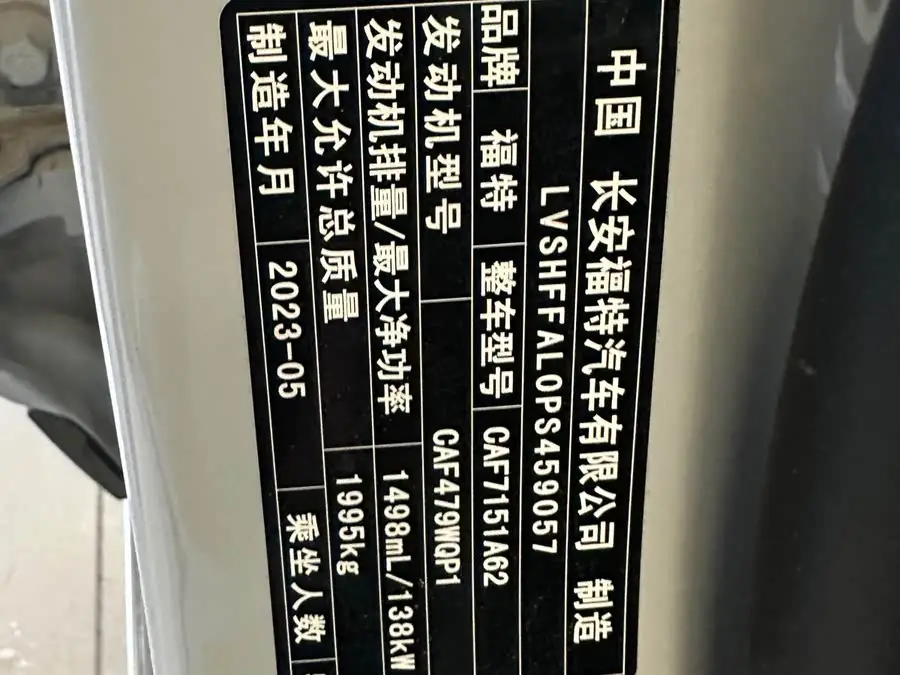 中国 长安福特汽车有限公司 制造
LVSHFFAL0PS459057
品牌 福特 整车型号 CAF7151A62
发动机型号 CAF479WQP1
发动机排量/最大净功率 1498mL/138kW
最大允许总质量 1995kg
制造年月 2023-05 乘坐人数